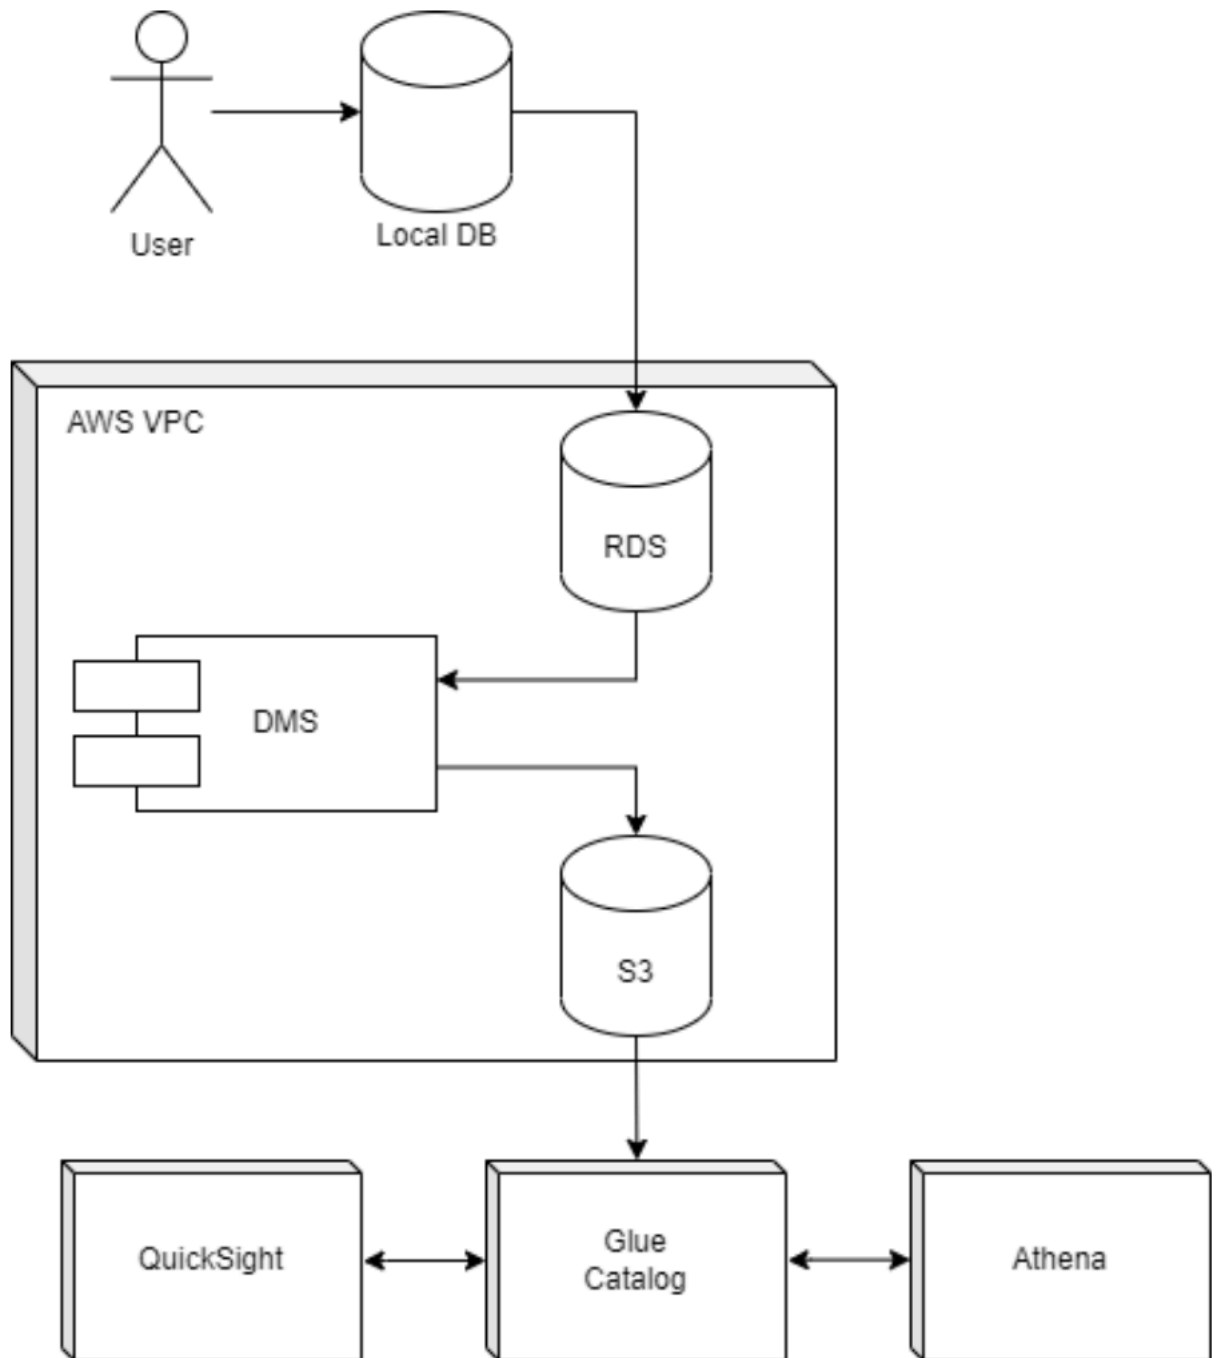 User
Local DB
AWS VPC
RDS
DMS
S3
QuickSight
Glue
Catalog
Athena